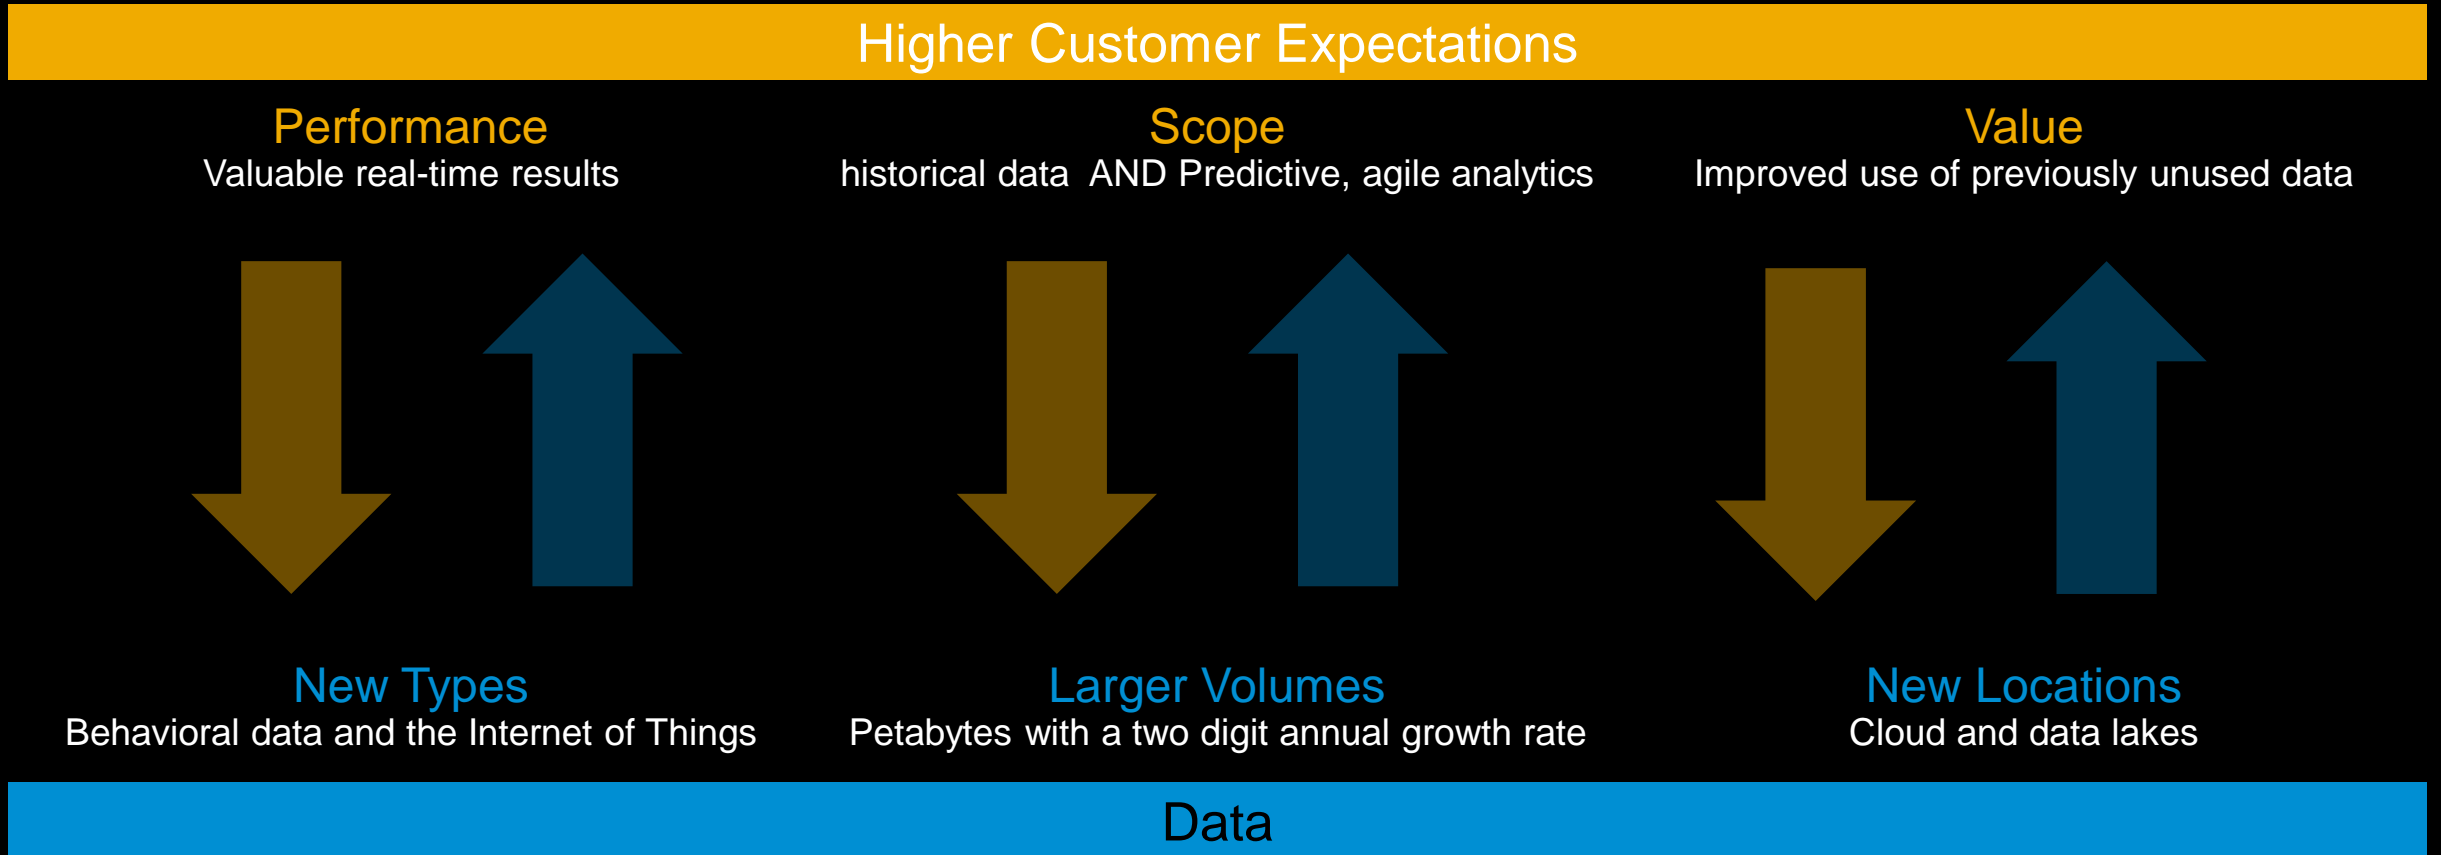 Higher Customer Expectations
Performance
Valuable real-time results
Scope
historical data  AND Predictive, agile analytics
Value
Improved use of previously unused data
New Types
Behavioral data and the Internet of Things
Larger Volumes
Petabytes with a two digit annual growth rate
New Locations
Cloud and data lakes
Data